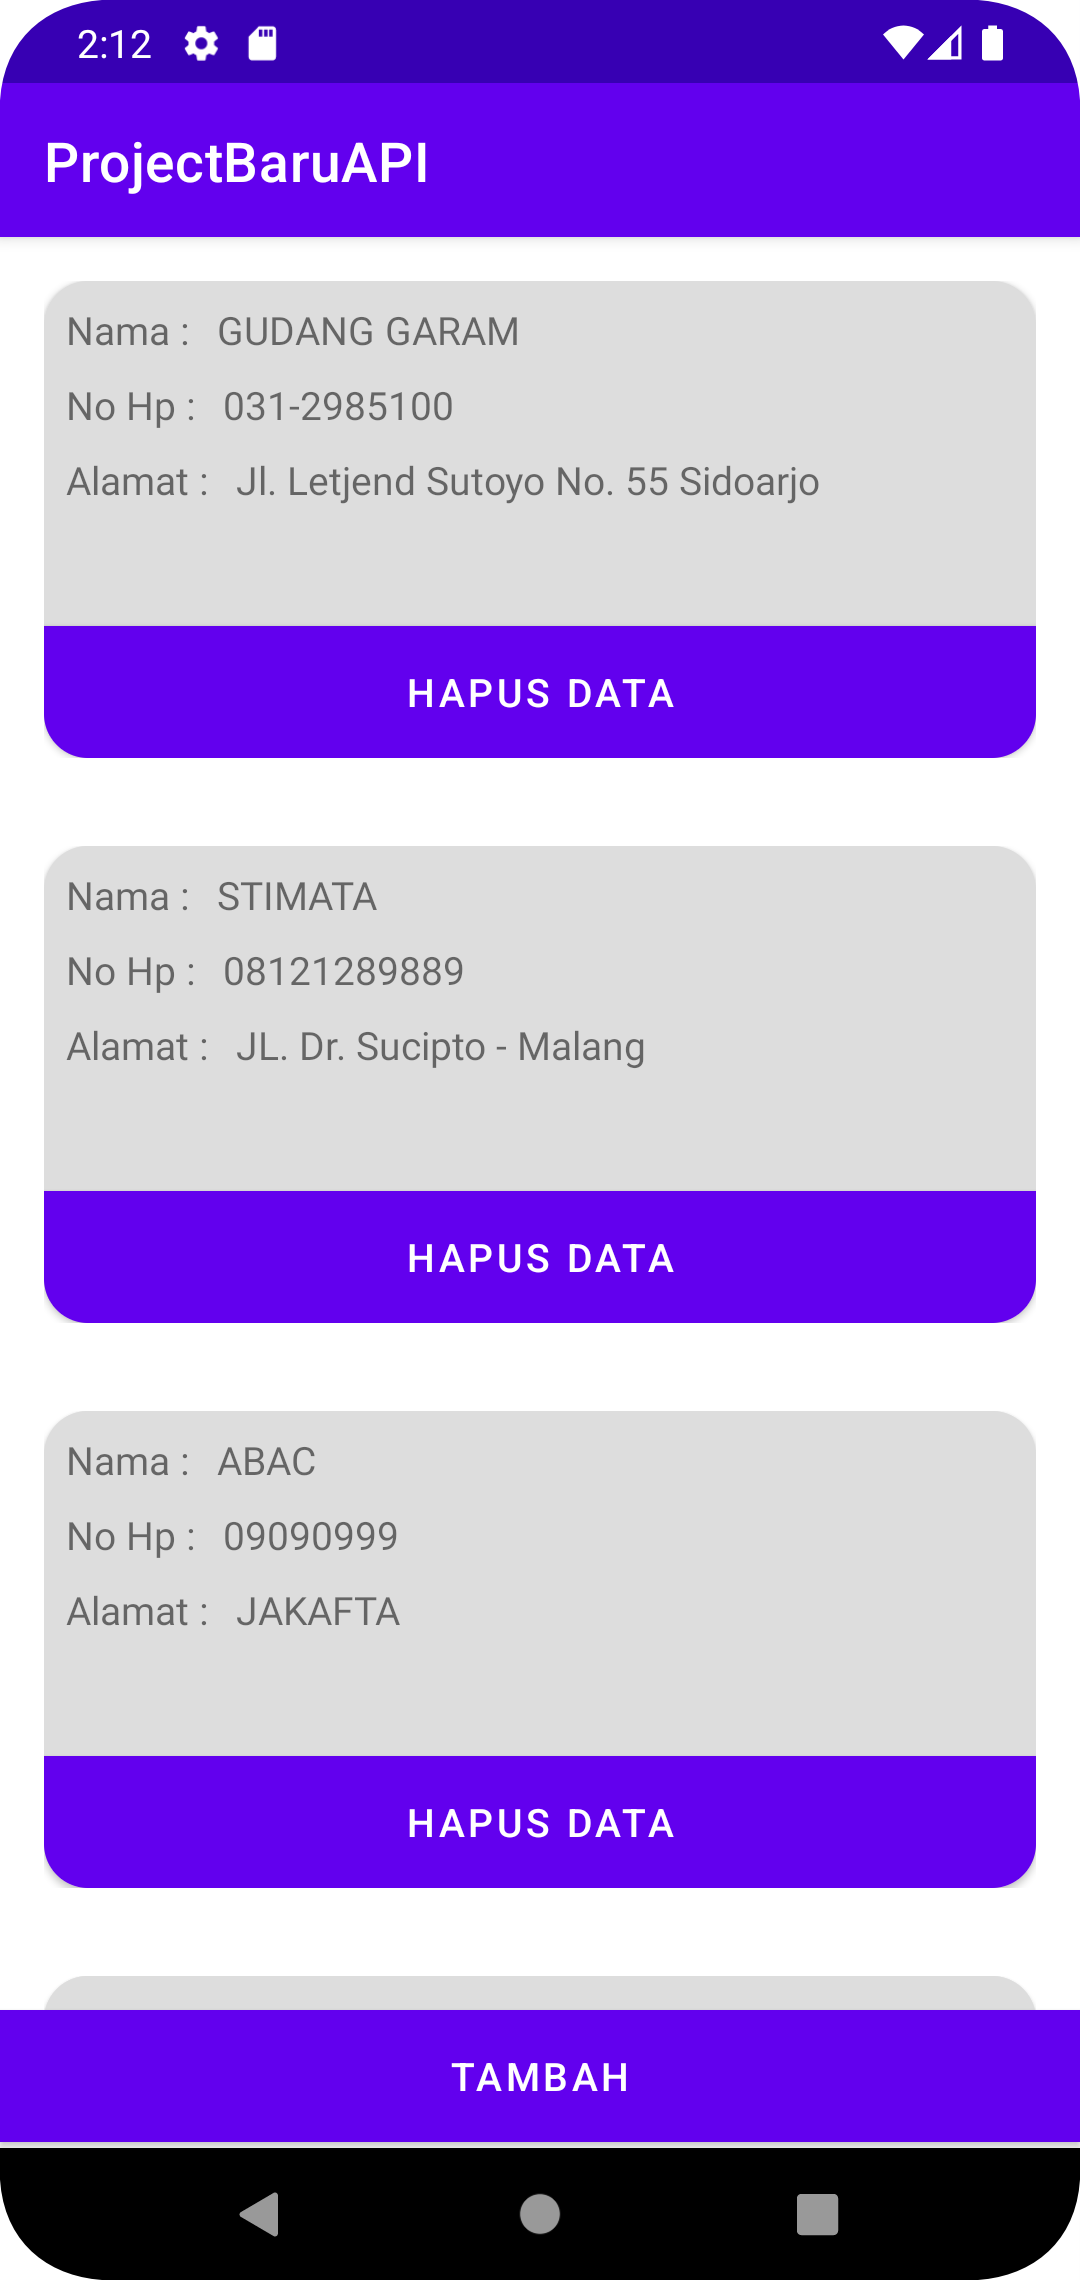 2:12
ProjectBaruAPI
Nama : GUDANG GARAM
No Hp : 031-2985100
Alamat : Jl. Letjend Sutoyo No. 55 Sidoarjo
HAPUS DATA
Nama : STIMATA
No Hp : 08121289889
Alamat : JL. Dr. Sucipto - Malang
HAPUS DATA
Nama : ABAC
No Hp : 09090999
Alamat : JAKAFTA
HAPUS DATA
TAMBAH